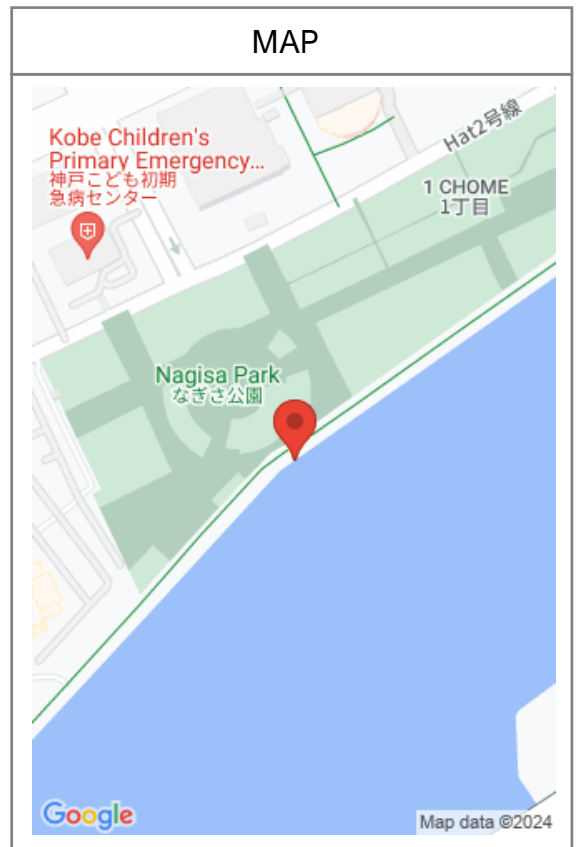 MAP
Hat2号線
Kobe Children's
Primary Emergency...
神戸こども初期
急病センター
1 CHOME
1丁目
Nagisa Park
なぎさ公園
Google
Map data ©2024